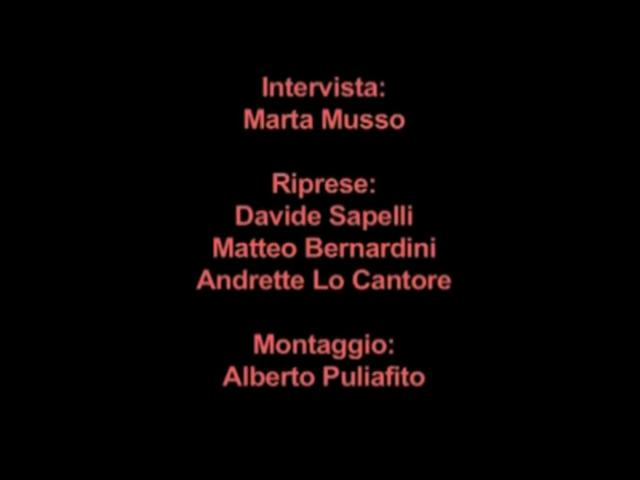 Intervista:
Marta Musso
Riprese:
Davide Sapelli
Matteo Bernardini
Andrette Lo Cantore
Montaggio:
Alberto Puliafito